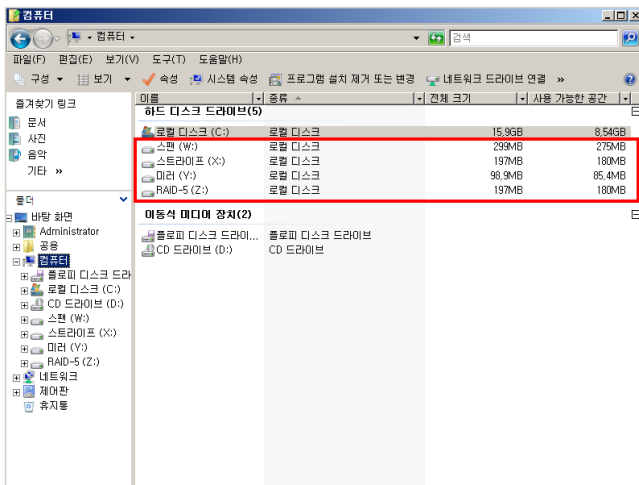 컴퓨터
컴퓨터
검색
파일(F) 편집(E) 보기(V) 도구(T) 도움말(H)
구성 보기 속성 시스템 속성 프로그램 설치 제거 또는 변경 네트워크 드라이브 연결 »
즐겨찾기 링크
문서
사진
음악
기타 »
폴더
바탕 화면
Administrator
공용
컴퓨터
플로피 디스크 드라
로컬 디스크 (C:)
CD 드라이브 (D:)
스팬 (W:)
스트라이프 (X:)
미러 (Y:)
RAID-5 (Z:)
네트워크
제어판
휴지통
이름 종류 전체 크기 사용 가능한 공간
하드 디스크 드라이브(5)
로컬 디스크 (C:) 로컬 디스크 15,9GB 8,54GB
스팬 (W:) 로컬 디스크 299MB 275MB
스트라이프 (X:) 로컬 디스크 197MB 180MB
미러 (Y:) 로컬 디스크 98,9MB 85,4MB
RAID-5 (Z:) 로컬 디스크 197MB 180MB
이동식 미디어 장치(2)
플로피 디스크 드라이... 플로피 디스크 드라이브
CD 드라이브 (D:) CD 드라이브